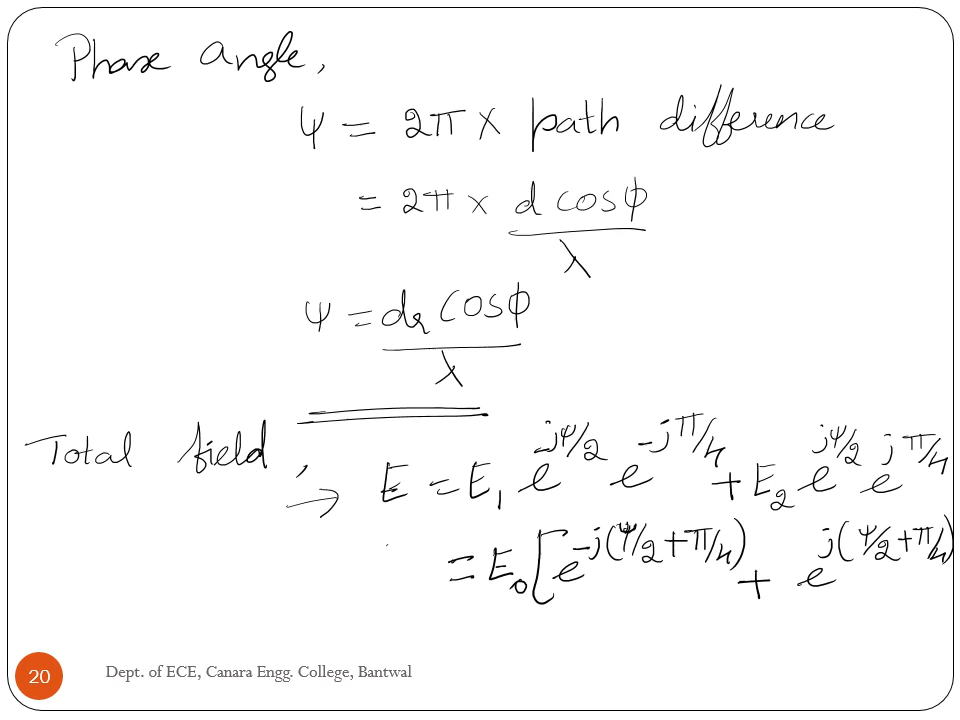 Phase angle,
ψ = 2π × path difference
= 2π × d cosφ / λ
ψ = dr cosφ / λ
Total field,
→ E = E₁ e^(-jψ/2) e^(-jπ/4) + E₂ e^(jψ/2) e^(jπ/4)
= E₀ [ e^(-j(ψ/2+π/4)) + e^(j(ψ/2+π/4))
20 Dept. of ECE, Canara Engg. College, Bantwal